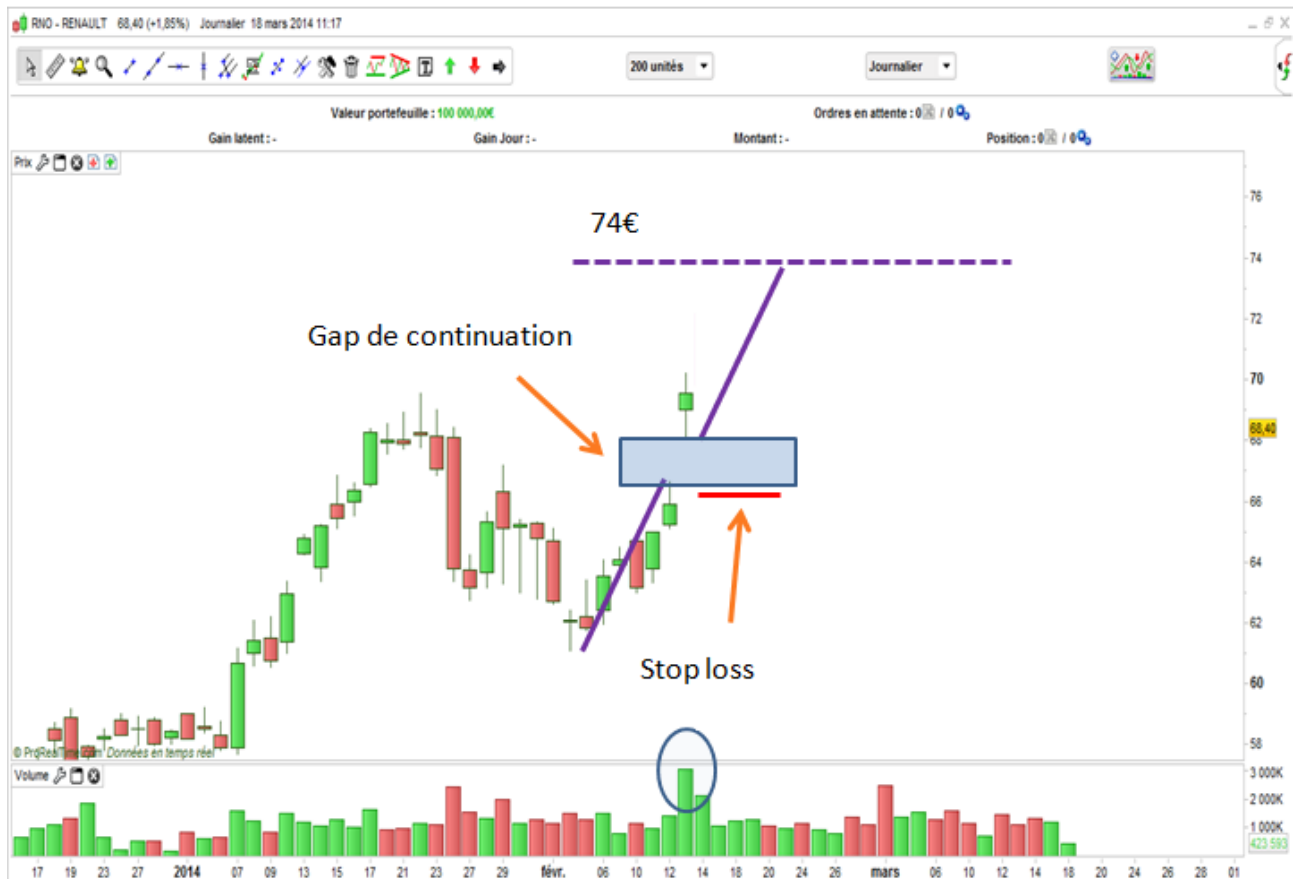 RNO - RENAULT 68,40 (+1,85%) Journalier 18 mars 2014 11:17
200 unités Journalier
Valeur portefeuille : 100 000,00€ Ordres en attente : 0 / 0
Gain latent : - Gain Jour : - Montant : - Position : 0 / 0
Prix
76
74€
74
72
Gap de continuation
70
68,40
68
66
64
62
Stop loss
60
58
© ProRealTime.com Données en temps réel
Volume
3 000K
2 000K
1 000K
423 593
17 19 23 27 2014 07 09 13 15 17 21 23 27 29 févr. 06 10 12 14 18 20 24 26 mars 06 10 12 14 18 20 24 26 28 01